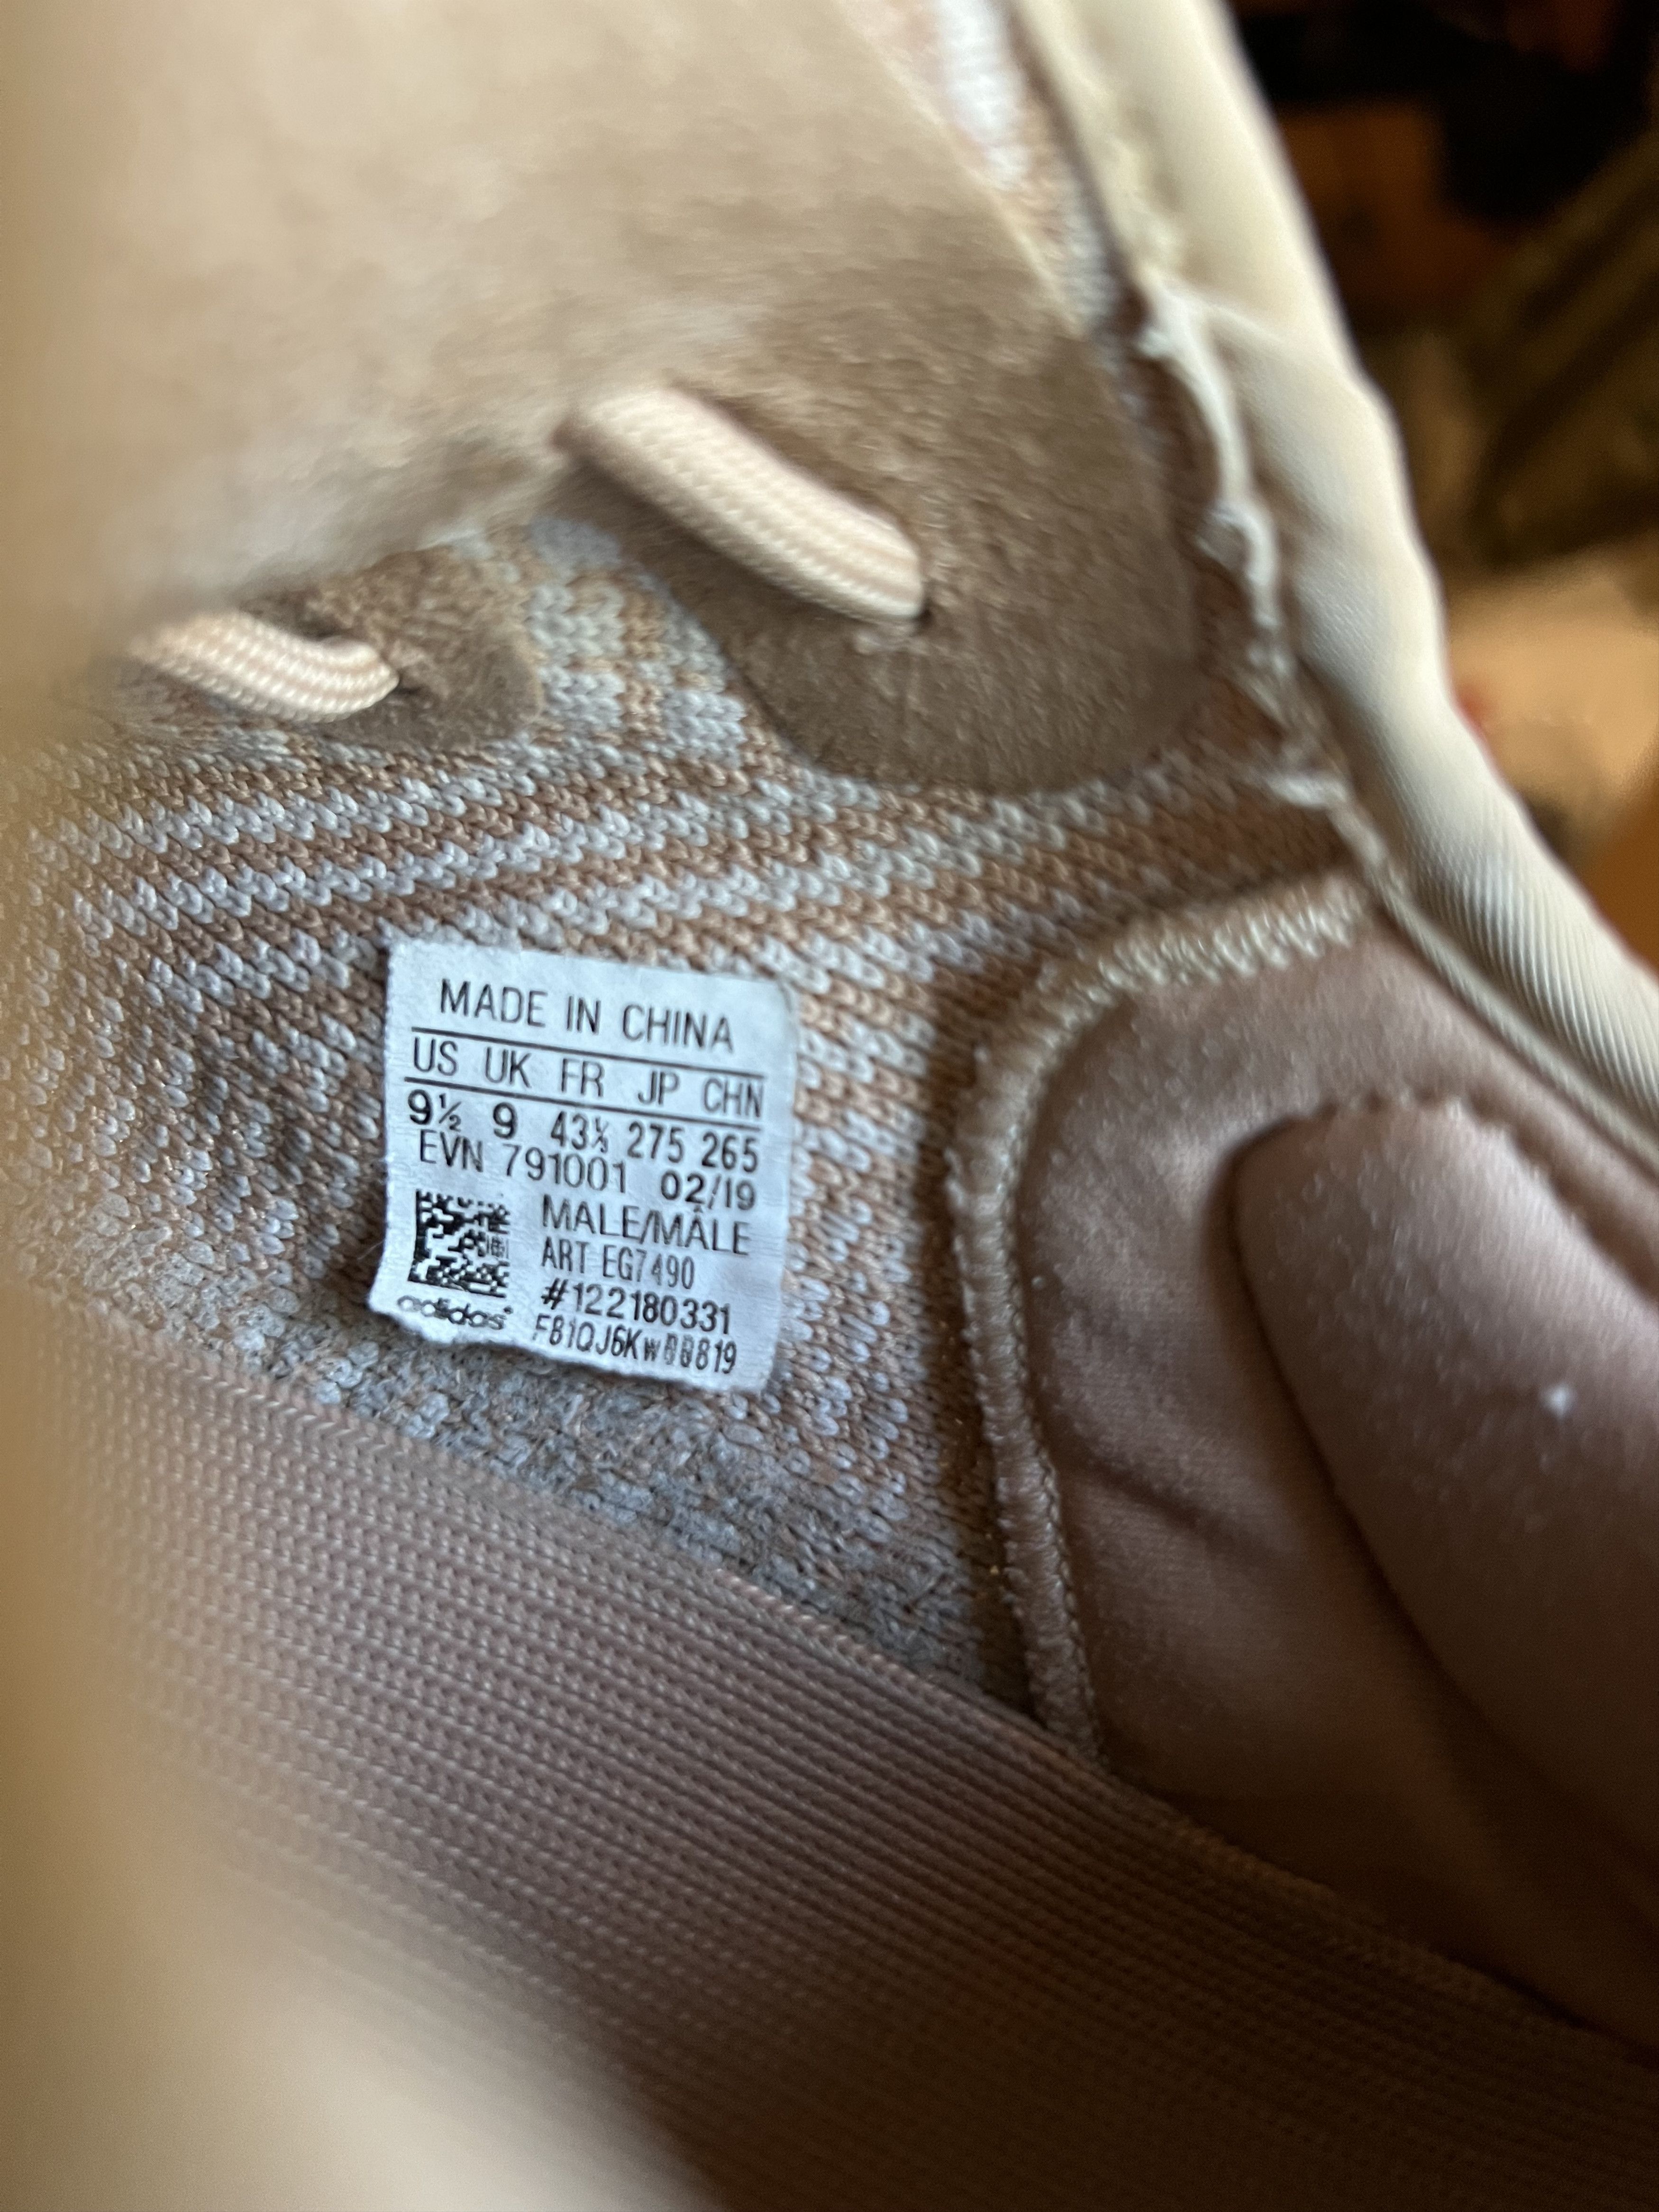 MADE IN CHINA
US UK FR JP CHN
9½ 9 43⅓ 275 265
EVN 791001 02/19
MALE/MÂLE
ART EG7490
#122180331
adidas